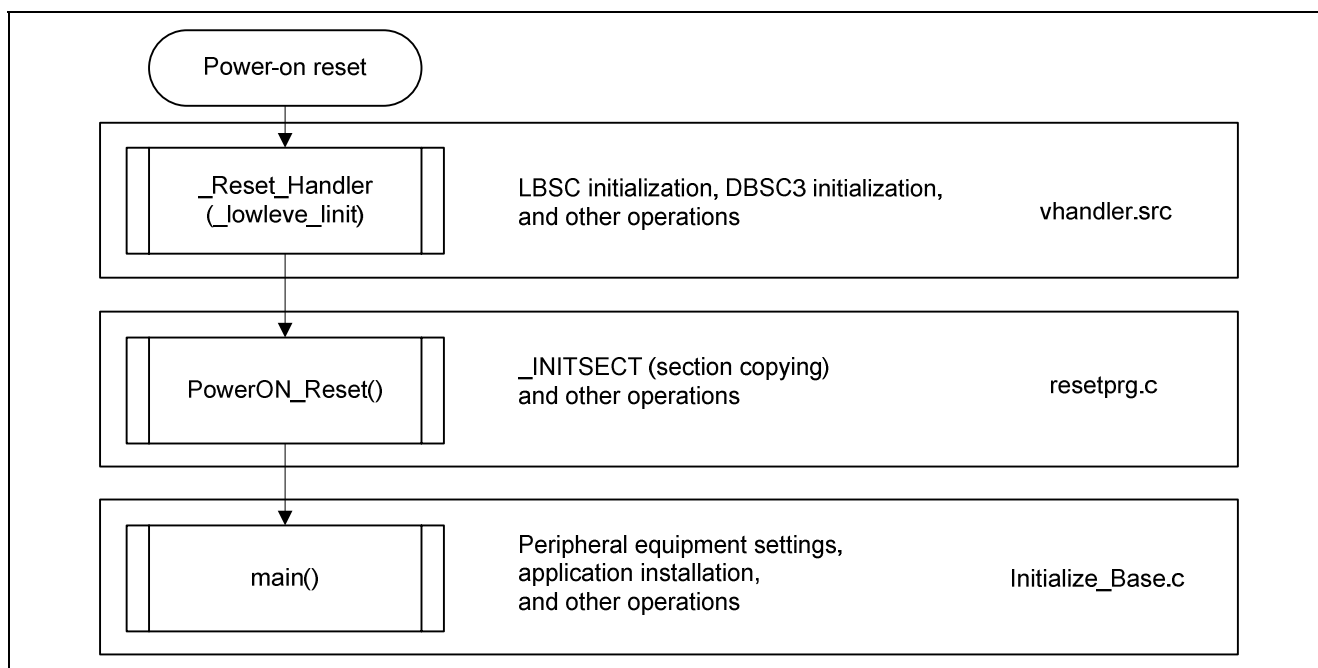 Power-on reset
_Reset_Handler
(_lowleve_linit)
LBSC initialization, DBSC3 initialization,
and other operations
vhandler.src
PowerON_Reset()
_INITSECT (section copying)
and other operations
resetprg.c
main()
Peripheral equipment settings,
application installation,
and other operations
Initialize_Base.c